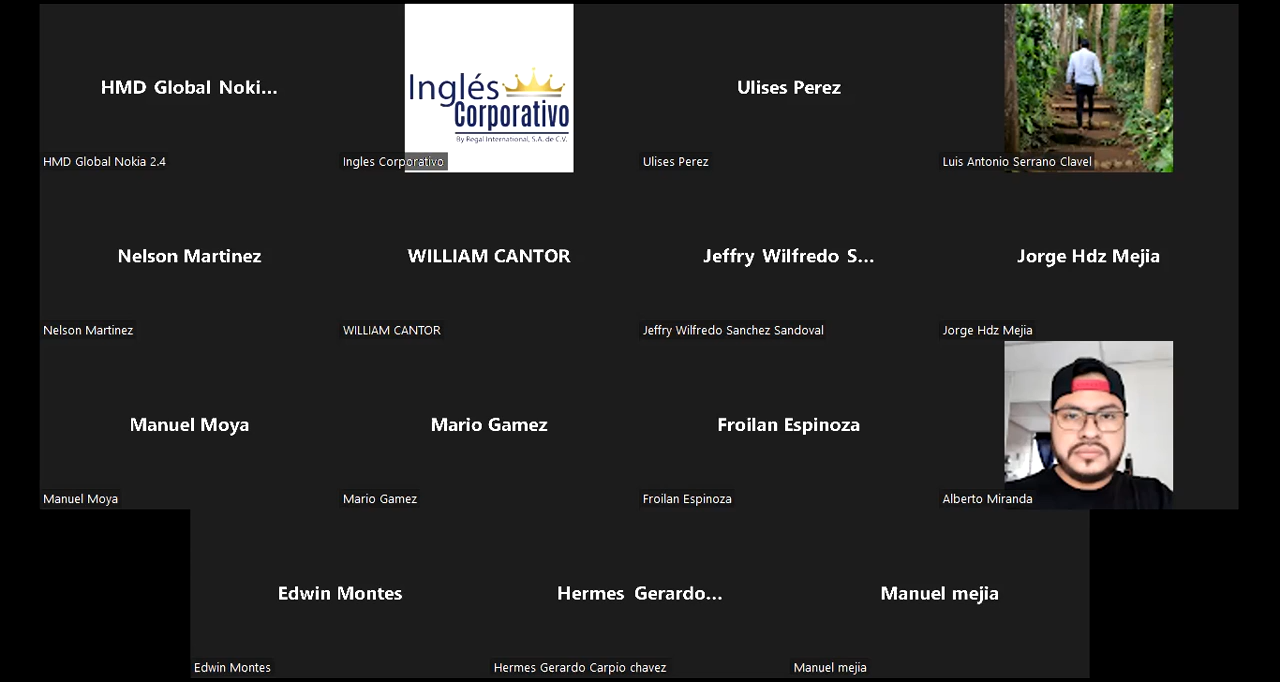 HMD Global Noki...
HMD Global Nokia 2.4
Inglés
Corporativo
By Regal International, S.A. de C.V.
Ingles Corporativo
Ulises Perez
Ulises Perez
Luis Antonio Serrano Clavel
Nelson Martinez
Nelson Martinez
WILLIAM CANTOR
WILLIAM CANTOR
Jeffry Wilfredo S...
Jeffry Wilfredo Sanchez Sandoval
Jorge Hdz Mejia
Jorge Hdz Mejia
Manuel Moya
Manuel Moya
Mario Gamez
Mario Gamez
Froilan Espinoza
Froilan Espinoza
Alberto Miranda
Edwin Montes
Edwin Montes
Hermes Gerardo...
Hermes Gerardo Carpio chavez
Manuel mejia
Manuel mejia